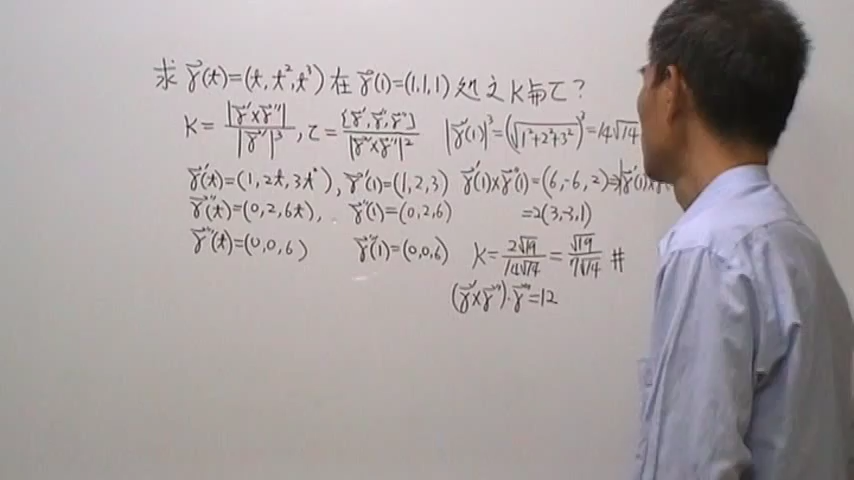 求 γ⃗(t)=(t, t²,t³) 在 γ⃗(1)=(1,1,1) 处之 K与τ?
K = |γ⃗'×γ⃗''| / |γ⃗'|³ , τ = [γ⃗', γ⃗'', γ⃗'''] / |γ⃗'×γ⃗''|² |γ⃗'(1)|³=(√1²+2²+3²)³=14√14
γ⃗'(t)=(1, 2t, 3t²), γ⃗'(1)=(1,2,3) γ⃗'(1)×γ⃗''(1)=(6,-6,2)⇒|γ⃗'(1)×
γ⃗''(t)=(0,2,6t), γ⃗''(1)=(0,2,6) =2(3,-3,1)
γ⃗'''(t)=(0,0,6) γ⃗'''(1)=(0,0,6) K= 2√19 / 14√14 = √19 / 7√14 #
(γ⃗'×γ⃗'')·γ⃗'''=12